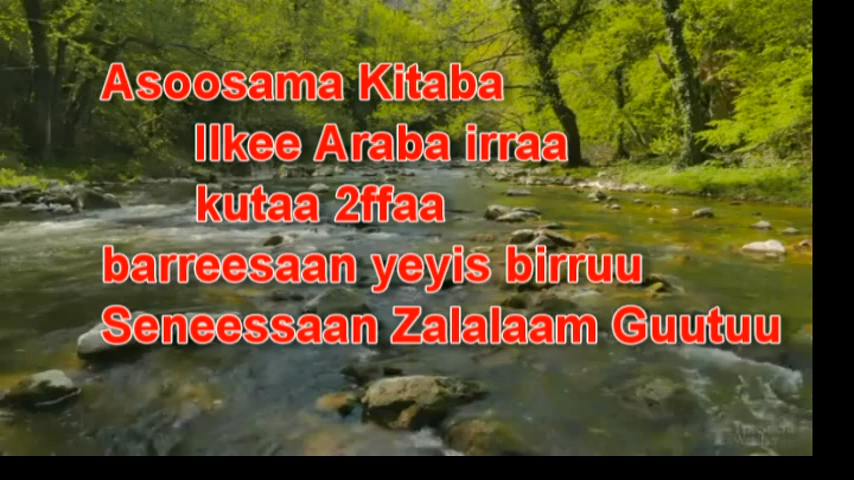 Asoosama Kitaba
Ilkee Araba irraa
kutaa 2ffaa
barreesaan yeyis birruu
Seneessaan Zalalaam Guutuu